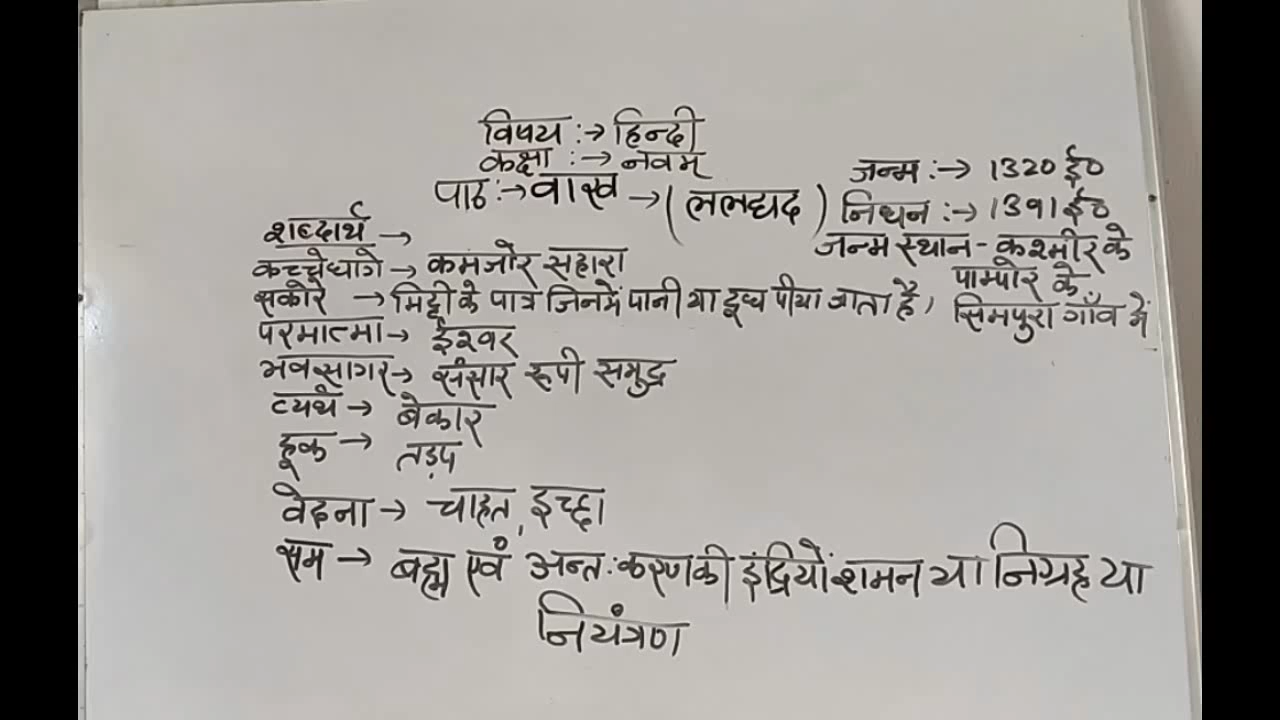 विषय :→ हिन्दी
कक्षा :→ नवम्
पाठ :→ वाख → (ललद्यद)
जन्म :→ 1320 ई०
निधन :→ 1391 ई०
जन्म स्थान - कश्मीर के
पाम्पोर के
सिमपुरा गाँव में
शब्दार्थ →
कच्चेधागे → कमजोर सहारा
सकोरे → मिट्टी के पात्र जिनमें पानी या दूध पीया जाता है,
परमात्मा → ईश्वर
भवसागर → संसार रूपी समुद्र
व्यर्थ → बेकार
हूक → तड़प
वेदना → चाहत, इच्छा
सम → बह्म एवं अन्त:करण की इंद्रियों शमन या निग्रह या
नियंत्रण